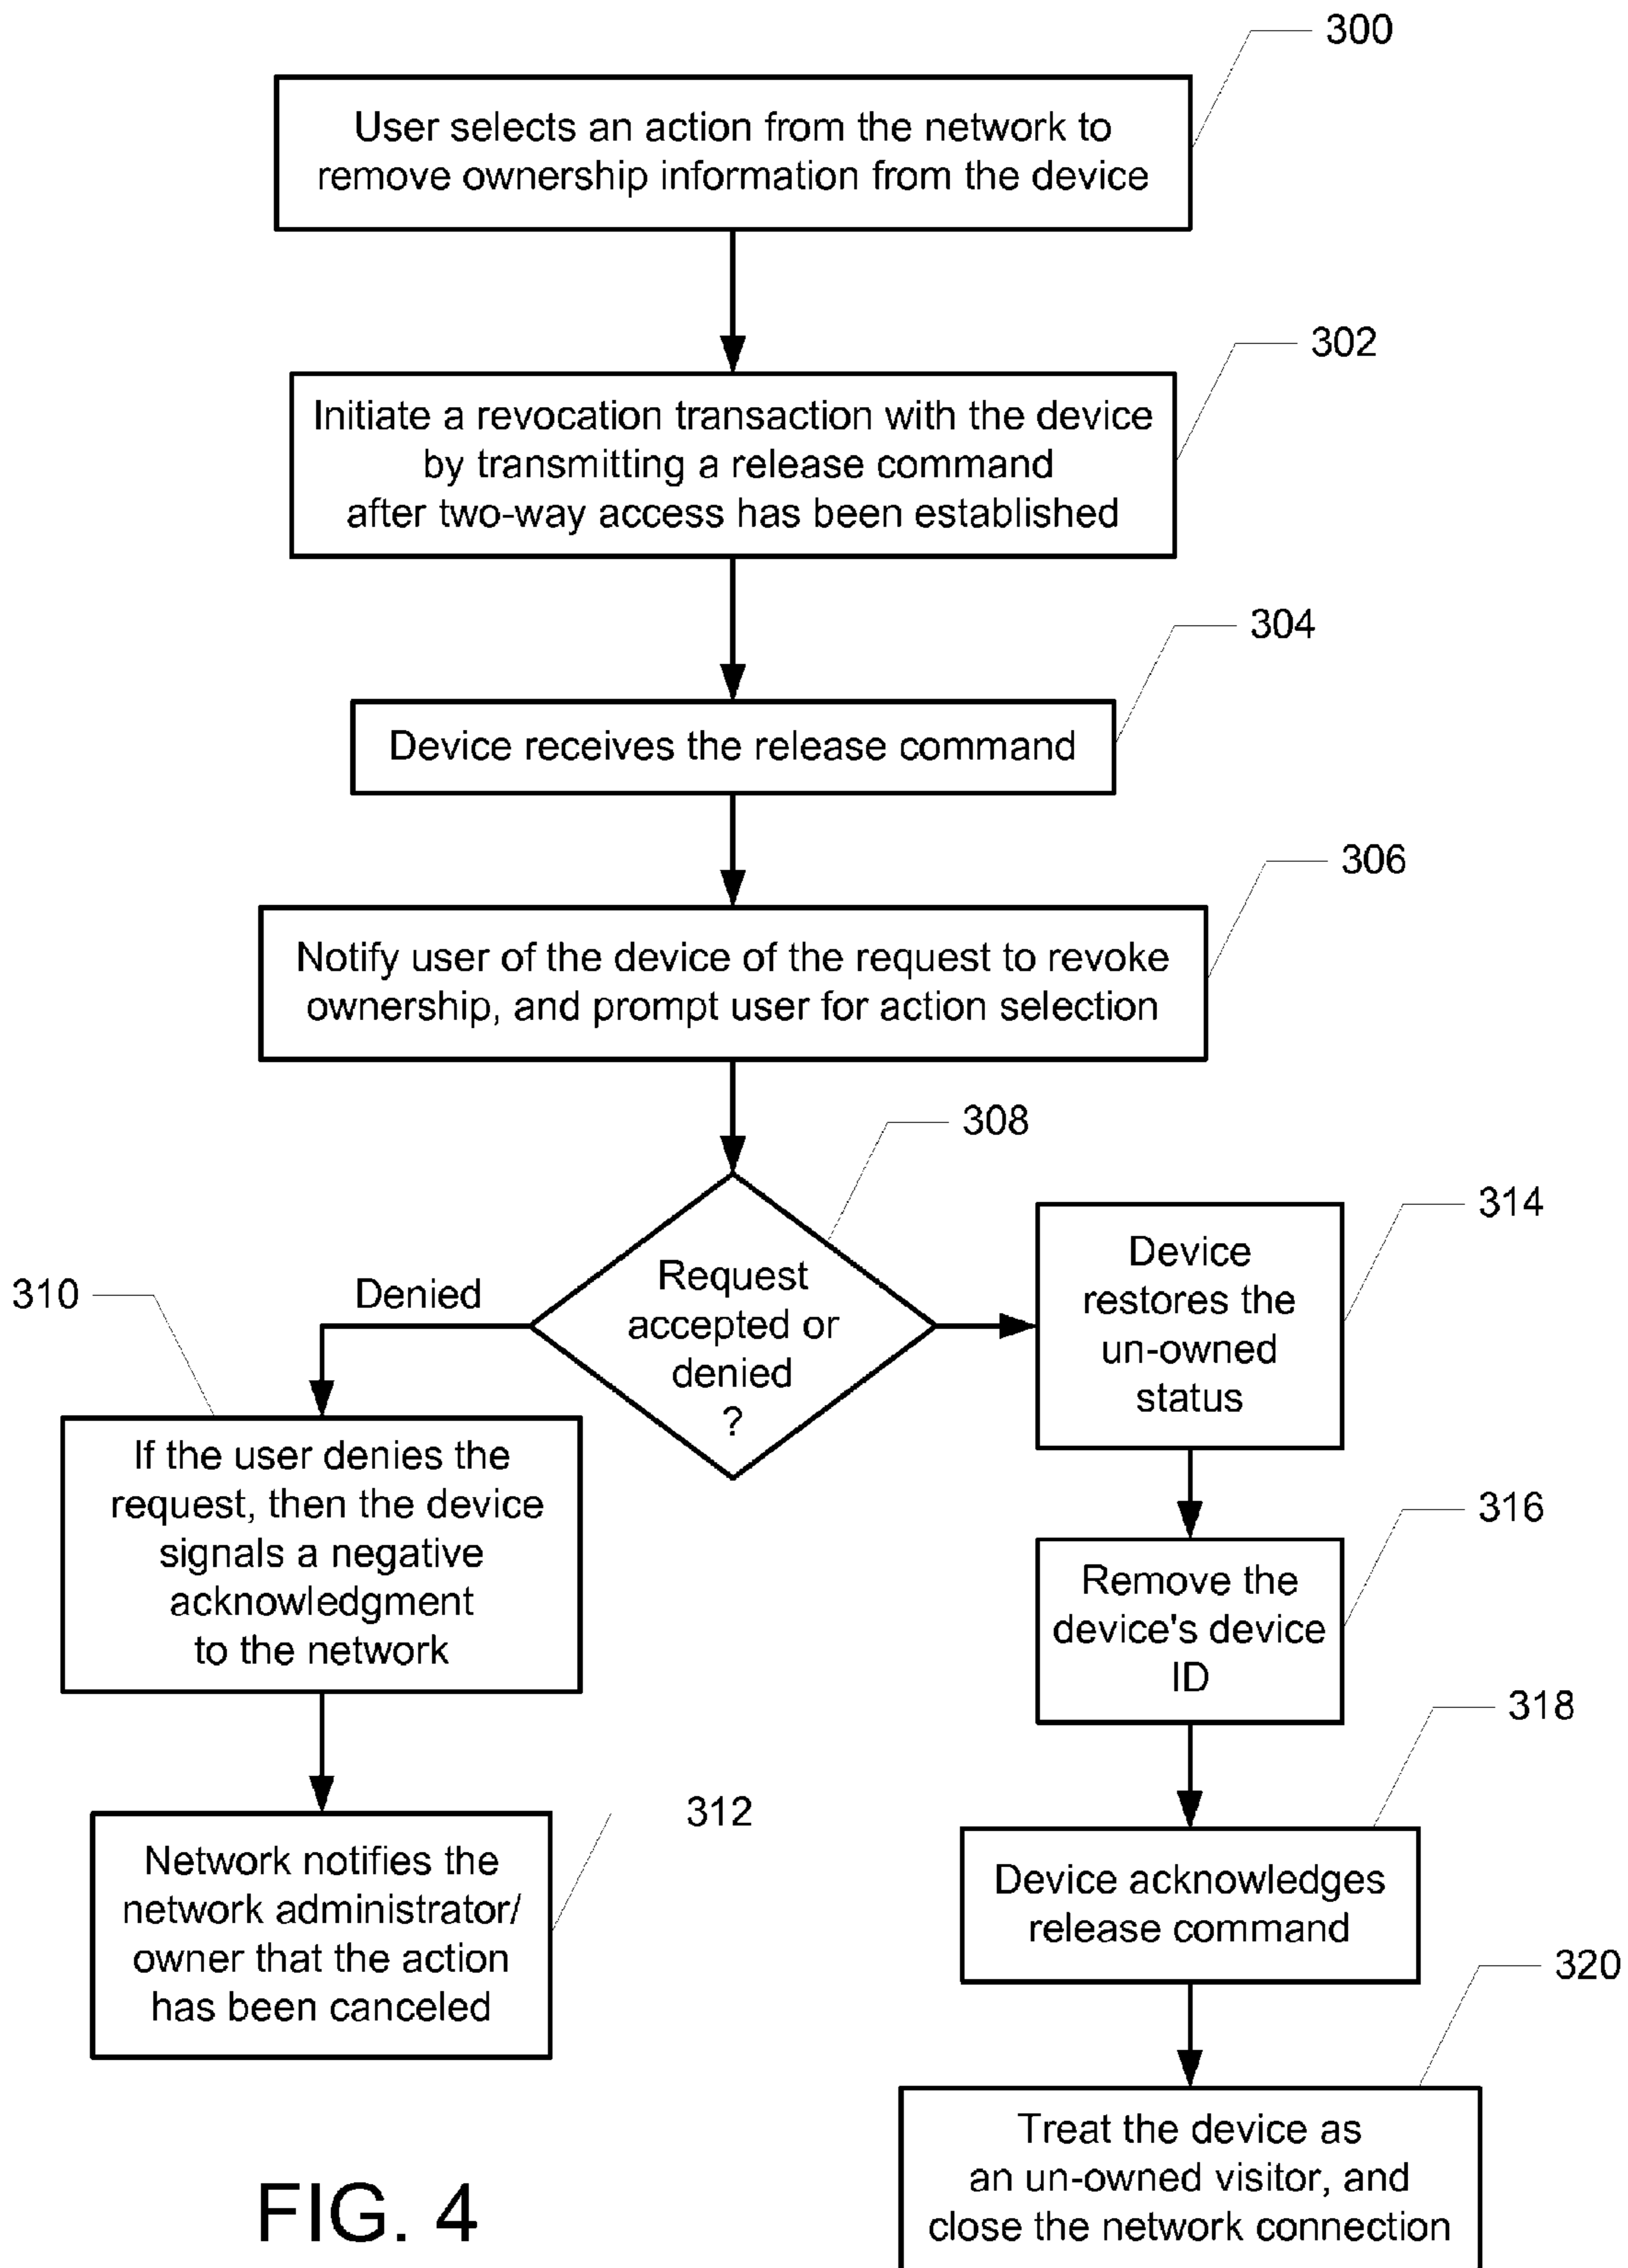 300
User selects an action from the network to
remove ownership information from the device
302
Initiate a revocation transaction with the device
by transmitting a release command
after two-way access has been established
304
Device receives the release command
306
Notify user of the device of the request to revoke
ownership, and prompt user for action selection
308
Request
accepted or
denied
?
Denied
310
If the user denies the
request, then the device
signals a negative
acknowledgment
to the network
312
Network notifies the
network administrator/
owner that the action
has been canceled
314
Device
restores the
un-owned
status
316
Remove the
device's device
ID
318
Device acknowledges
release command
320
Treat the device as
an un-owned visitor, and
close the network connection
FIG. 4